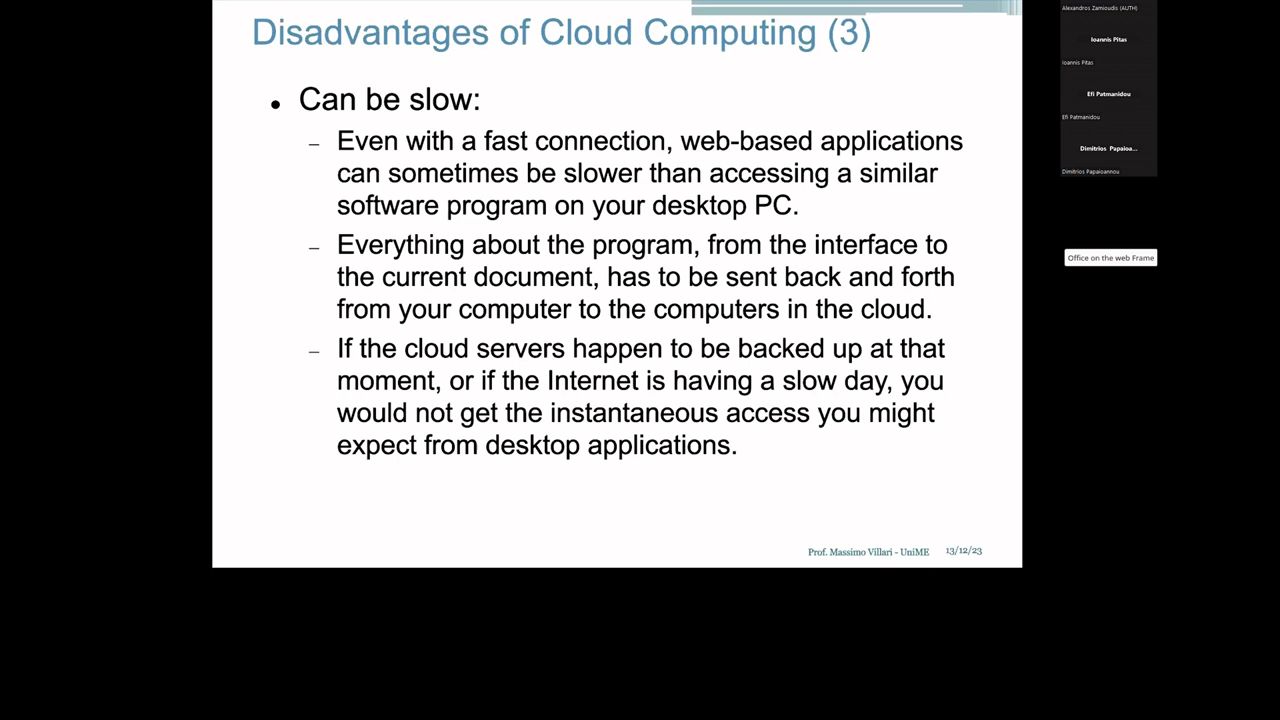 Disadvantages of Cloud Computing (3)
• Can be slow:
– Even with a fast connection, web-based applications
can sometimes be slower than accessing a similar
software program on your desktop PC.
– Everything about the program, from the interface to
the current document, has to be sent back and forth
from your computer to the computers in the cloud.
– If the cloud servers happen to be backed up at that
moment, or if the Internet is having a slow day, you
would not get the instantaneous access you might
expect from desktop applications.
Prof. Massimo Villari - UniME 13/12/23
Alexandros Zamioudis (AUTH)
Ioannis Pitas
Ioannis Pitas
Efi Patmanidou
Efi Patmanidou
Dimitrios Papaioa...
Dimitrios Papaioannou
Office on the web Frame